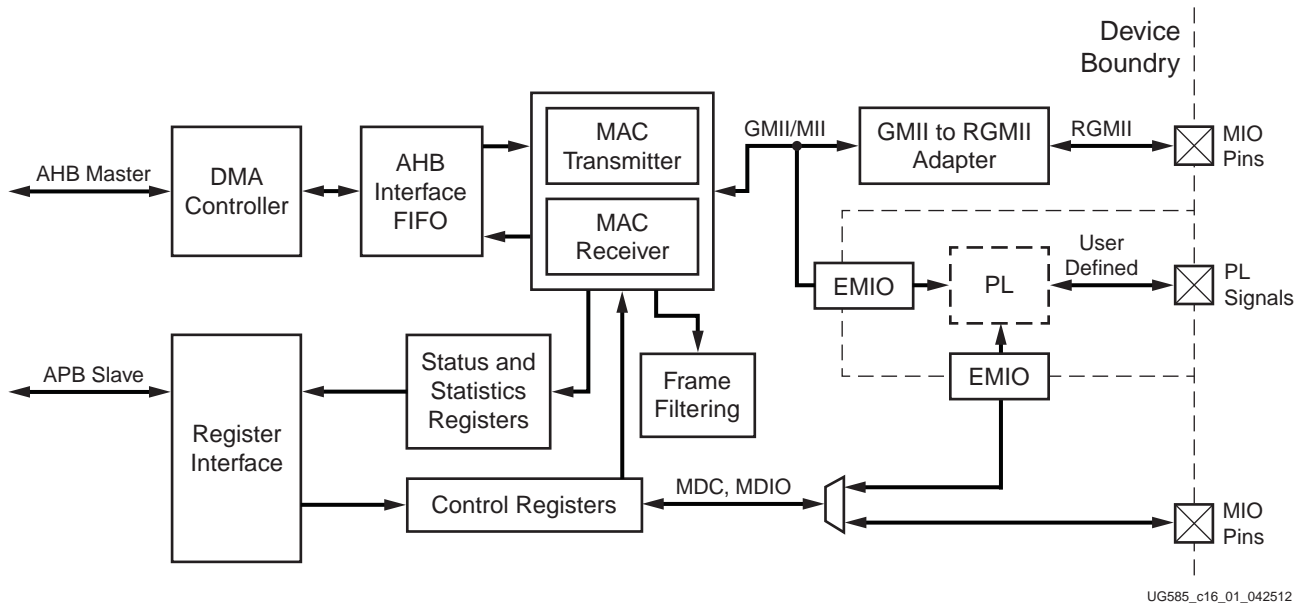 Device
Boundry
MAC
Transmitter
GMII/MII
GMII to RGMII
Adapter
RGMII
MIO
Pins
AHB Master
DMA
Controller
AHB
Interface
FIFO
MAC
Receiver
EMIO
PL
User
Defined
PL
Signals
APB Slave
Register
Interface
Status and
Statistics
Registers
Frame
Filtering
EMIO
Control Registers
MDC, MDIO
MIO
Pins
UG585_c16_01_042512